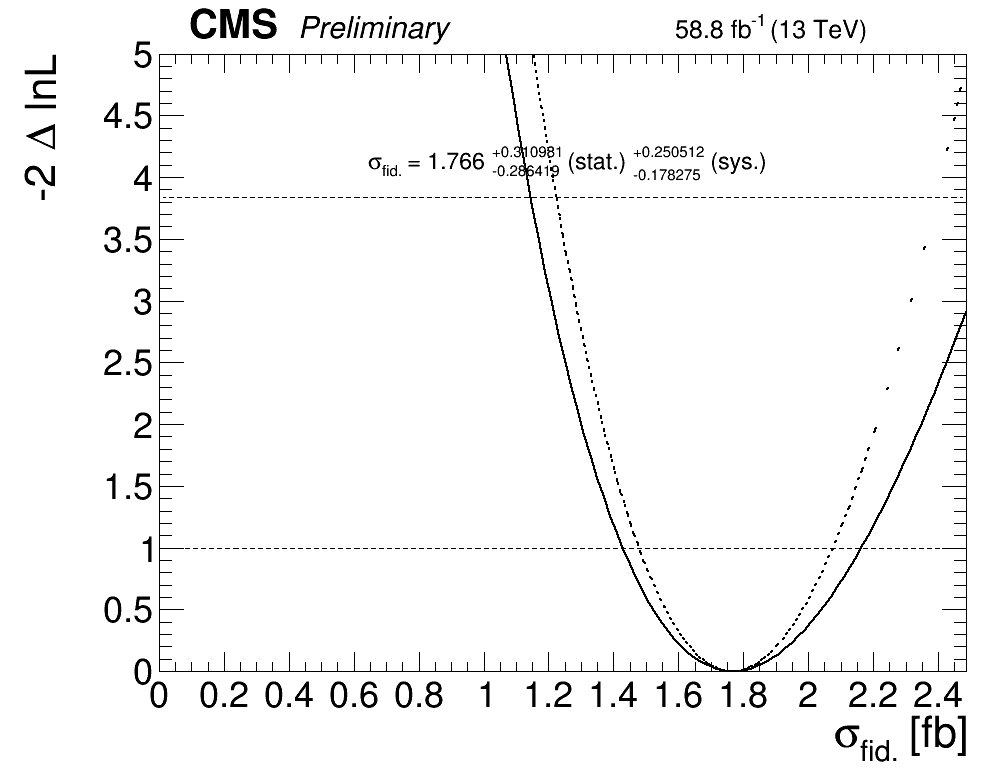 CMS Preliminary 58.8 fb⁻¹ (13 TeV)
-2 Δ lnL
5
4.5
4
3.5
3
2.5
2
1.5
1
0.5
0
σfid. = 1.766 +0.310981 -0.286419 (stat.) +0.250512 -0.178275 (sys.)
0 0.2 0.4 0.6 0.8 1 1.2 1.4 1.6 1.8 2 2.2 2.4
σfid. [fb]